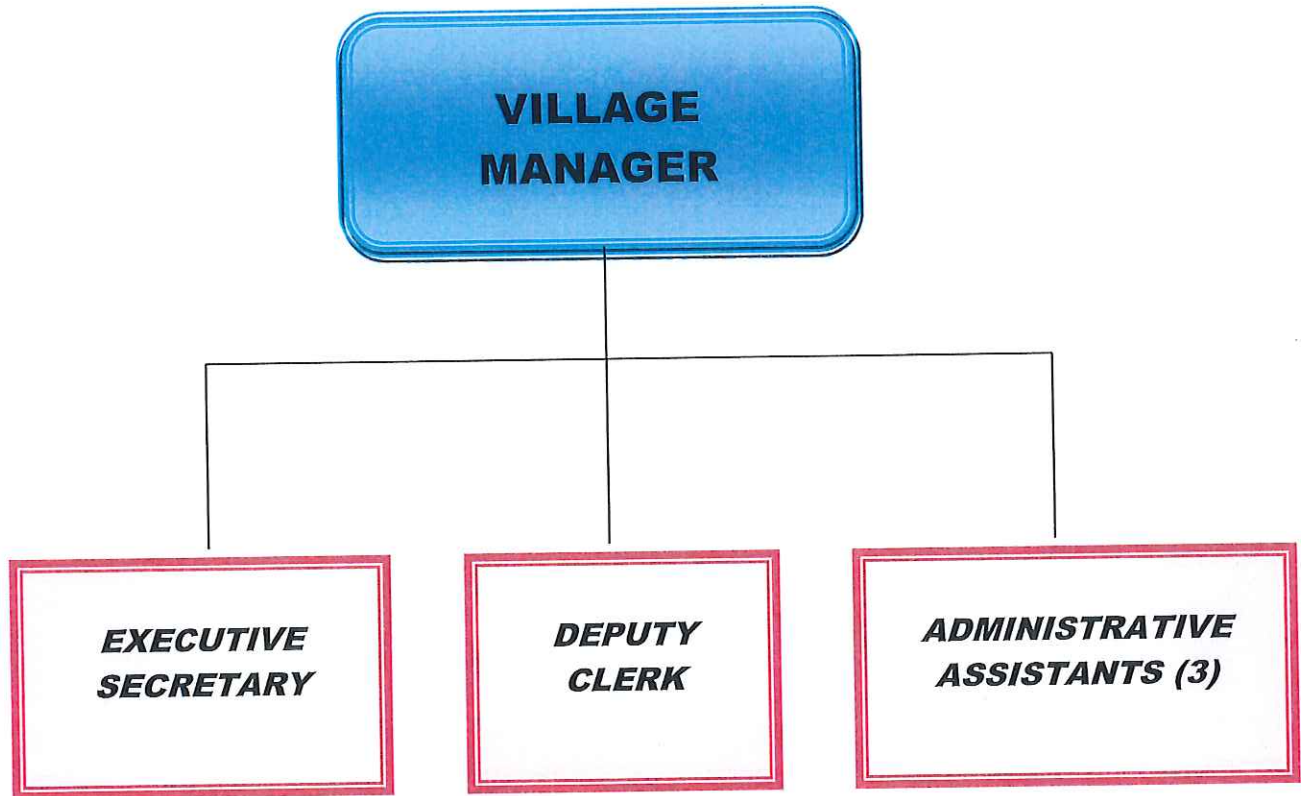 VILLAGE
MANAGER
EXECUTIVE
SECRETARY
DEPUTY
CLERK
ADMINISTRATIVE
ASSISTANTS (3)